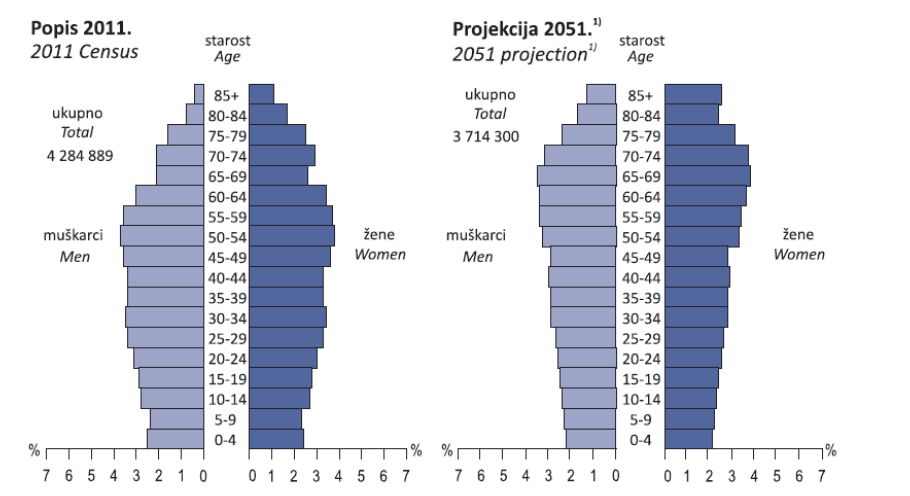 Popis 2011.
2011 Census
starost
Age
ukupno
Total
4 284 889
muškarci
Men
žene
Women
85+
80-84
75-79
70-74
65-69
60-64
55-59
50-54
45-49
40-44
35-39
30-34
25-29
20-24
15-19
10-14
5-9
0-4
% %
7 6 5 4 3 2 1 0 0 1 2 3 4 5 6 7
Projekcija 2051.¹⁾
2051 projection¹⁾
starost
Age
ukupno
Total
3 714 300
muškarci
Men
žene
Women
85+
80-84
75-79
70-74
65-69
60-64
55-59
50-54
45-49
40-44
35-39
30-34
25-29
20-24
15-19
10-14
5-9
0-4
% %
7 6 5 4 3 2 1 0 0 1 2 3 4 5 6 7